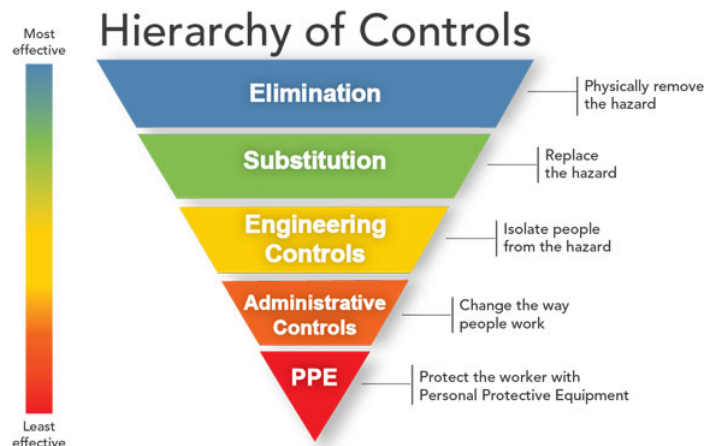 Hierarchy of Controls
Most
effective
Elimination
Physically remove
the hazard
Substitution
Replace
the hazard
Engineering
Controls
Isolate people
from the hazard
Administrative
Controls
Change the way
people work
PPE
Protect the worker with
Personal Protective Equipment
Least
effective